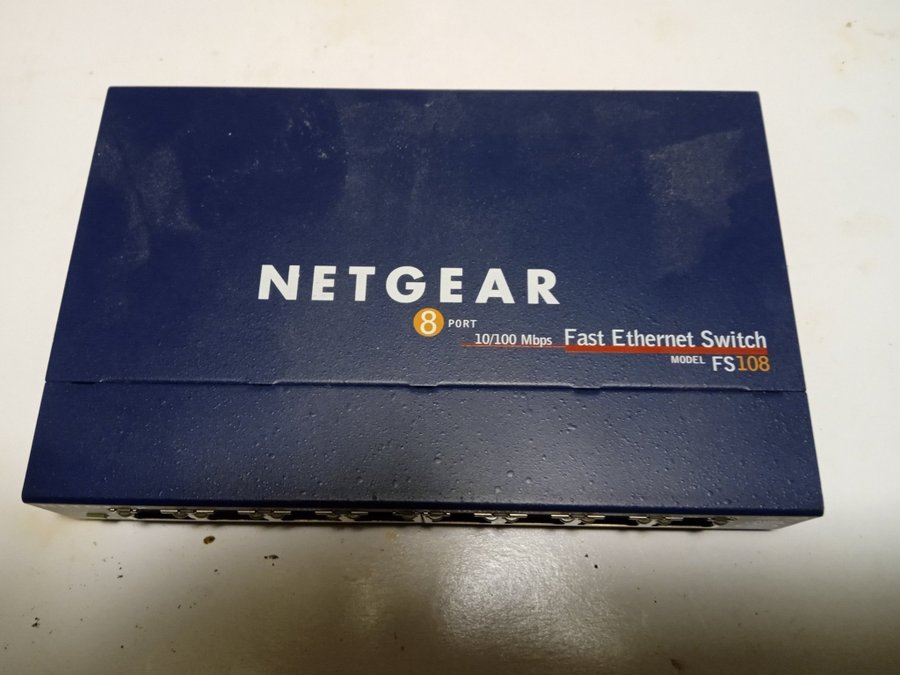 NETGEAR
8 PORT
10/100 Mbps Fast Ethernet Switch
MODEL FS108